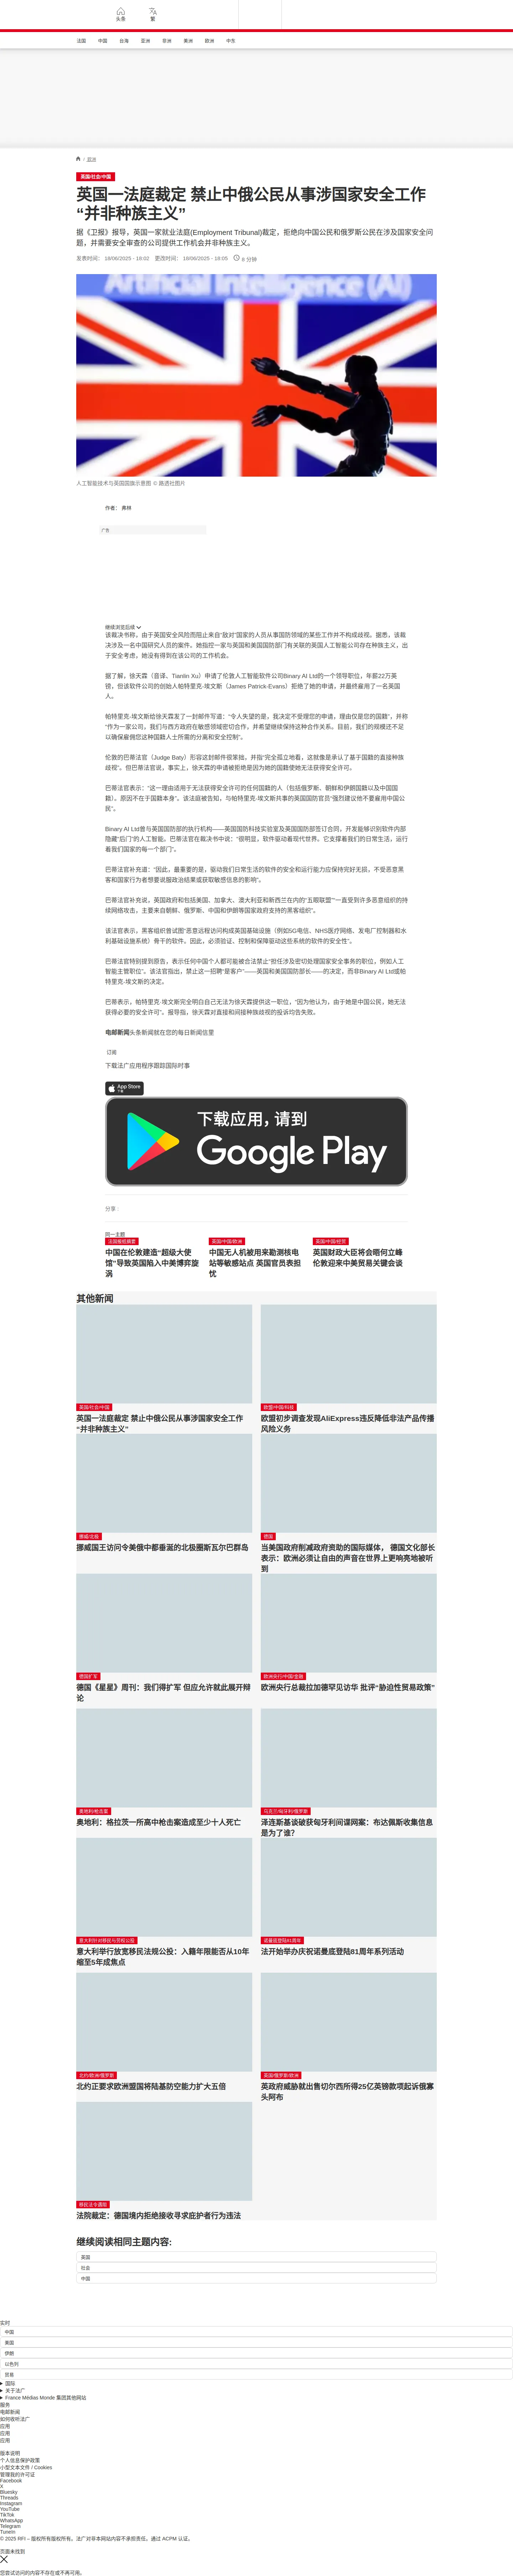 头条
繁
法国
中国
台海
亚洲
非洲
美洲
欧洲
中东
/ 亚洲
英国/社会/中国
英国一法庭裁定 禁止中俄公民从事涉国家安全工作
“并非种族主义”
据《卫报》报导，英国一家就业法庭(Employment Tribunal)裁定，拒绝向中国公民和俄罗斯公民在涉及国家安全问
题，并需要安全审查的公司提供工作机会并非种族主义。
发表时间： 18/06/2025 - 18:02 更改时间： 18/06/2025 - 18:05 6 分钟
Artificial Intelligence (AI)
人工智能技术与英国国旗示意图 © 路透社图片
作者： 弗林
广告
继续浏览后续
该裁决书称，由于英国安全风险而阻止来自“敌对”国家的人员从事国防领域的某些工作并不构成歧视。据悉，该裁
决涉及一名中国研究人员的案件。她指控一家与英国和美国国防部门有关联的英国人工智能公司存在种族主义，出
于安全考虑，她没有得到在该公司的工作机会。
据了解，徐天霖（音译、Tianlin Xu）申请了伦敦人工智能软件公司Binary AI Ltd的一个领导职位，年薪22万英
镑，但该软件公司的创始人帕特里克-埃文斯（James Patrick-Evans）拒绝了她的申请，并最终雇用了一名英国
人。
帕特里克-埃文斯给徐天霖发了一封邮件写道：“令人失望的是，我决定不受理您的申请，理由仅是您的国籍”，并称
“作为一家公司，我们与西方政府在敏感领域密切合作，并希望继续保持这种合作关系。目前，我们的规模还不足
以确保雇佣您这种国籍人士所需的分离和安全控制”。
伦敦的巴蒂法官（Judge Baty）形容这封邮件很笨拙，并指“完全孤立地看，这就像是承认了基于国籍的直接种族
歧视”。但巴蒂法官说，事实上，徐天霖的申请被拒绝是因为她的国籍使她无法获得安全许可。
巴蒂法官表示：“这一理由适用于无法获得安全许可的任何国籍的人（包括俄罗斯、朝鲜和伊朗国籍以及中国国
籍）。原因不在于国籍本身”。该法庭被告知，与帕特里克-埃文斯共事的英国国防官员“强烈建议他不要雇用中国公
民”。
Binary AI Ltd曾与英国国防部的执行机构——英国国防科技实验室及英国国防部签订合同，开发能够识别软件内部
隐藏“后门”的人工智能。巴蒂法官在裁决书中说：“很明显，软件驱动着现代世界。它支撑着我们的日常生活，运行
着我们国家的每一个部门”。
巴蒂法官补充道：“因此，最重要的是，驱动我们日常生活的软件的安全和运行能力应保持完好无损，不受恶意黑
客和国家行为者想要说服政治结果或获取敏感信息的影响”。
巴蒂法官补充说，英国政府和包括美国、加拿大、澳大利亚和新西兰在内的“五眼联盟”一直受到许多恶意组织的持
续网络攻击，主要来自朝鲜、俄罗斯、中国和伊朗等国家政府支持的黑客组织”。
该法官表示，黑客组织曾试图“恶意远程访问构成英国基础设施（例如5G电信、NHS医疗网络、发电厂控制器和水
利基础设施系统）骨干的软件。因此，必须验证、控制和保障驱动这些系统的软件的安全性”。
巴蒂法官特别提到原告，表示任何中国个人都可能被合法禁止“担任涉及密切处理国家安全事务的职位，例如人工
智能主管职位”。该法官指出，禁止这一招聘“是客户”——英国和美国国防部长——的决定，而非Binary AI Ltd或帕
特里克-埃文斯的决定。
巴蒂表示，帕特里克-埃文斯完全明白自己无法为徐天霖提供这一职位，“因为他认为，由于她是中国公民，她无法
获得必要的安全许可”。报导指，徐天霖对直接和间接种族歧视的投诉均告失败。
电邮新闻头条新闻就在您的每日新闻信里
订阅
下载法广应用程序跟踪国际时事
App Store
下载应用，请到
Google Play
分享 :
同一主题
法国报纸摘要
中国在伦敦建造“超级大使
馆”导致英国陷入中美博弈旋
涡
英国/中国/欧洲
中国无人机被用来勘测核电
站等敏感站点 英国官员表担
忧
英国/中国/经贸
英国财政大臣将会晤何立峰
伦敦迎来中美贸易关键会谈
其他新闻
英国/社会/中国
英国一法庭裁定 禁止中俄公民从事涉国家安全工作
“并非种族主义”
欧盟/中国/科技
欧盟初步调查发现AliExpress违反降低非法产品传播
风险义务
挪威/北极
挪威国王访问令美俄中都垂涎的北极圈斯瓦尔巴群岛
德国
当美国政府削减政府资助的国际媒体， 德国文化部长
表示：欧洲必须让自由的声音在世界上更响亮地被听
到
德国扩军
德国《星星》周刊：我们得扩军 但应允许就此展开辩
论
欧洲央行/中国/金融
欧洲央行总裁拉加德罕见访华 批评“胁迫性贸易政策”
奥地利/枪击案
奥地利：格拉茨一所高中枪击案造成至少十人死亡
乌克兰/匈牙利/俄罗斯
泽连斯基谈破获匈牙利间谍网案：布达佩斯收集信息
是为了谁?
意大利针对移民与劳权公投
意大利举行放宽移民法规公投：入籍年限能否从10年
缩至5年成焦点
诺曼底登陆81周年
法开始举办庆祝诺曼底登陆81周年系列活动
北约/欧洲/俄罗斯
北约正要求欧洲盟国将陆基防空能力扩大五倍
英国/俄罗斯/欧洲
英政府威胁就出售切尔西所得25亿英镑款项起诉俄寡
头阿布
移民法令遇阻
法院裁定：德国境内拒绝接收寻求庇护者行为违法
继续阅读相同主题内容:
英国
社会
中国
实时
中国
美国
伊朗
以色列
贸易
国际
关于法广
France Médias Monde 集团其他网站
服务
电邮新闻
如何收听法广
应用
应用
应用
版本说明
个人信息保护政策
小型文本文件 / Cookies
管理我的许可证
Facebook
X
Bluesky
Threads
Instagram
YouTube
TikTok
WhatsApp
Telegram
TuneIn
© 2025 RFI – 版权所有版权所有。法广对非本网站内容不承担责任。通过 ACPM 认证。
页面未找到
您尝试访问的内容不存在或不再可用。